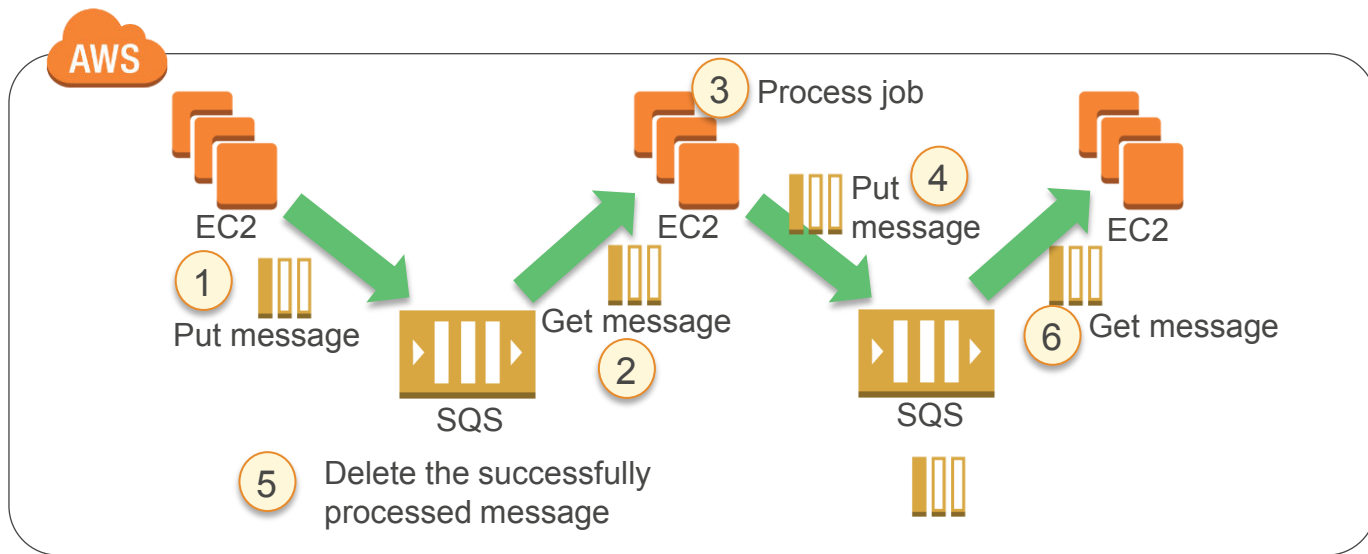 AWS
3
Process job
4
Put
message
EC2
EC2
EC2
1
Put message
Get message
2
6
Get message
SQS
SQS
5
Delete the successfully
processed message